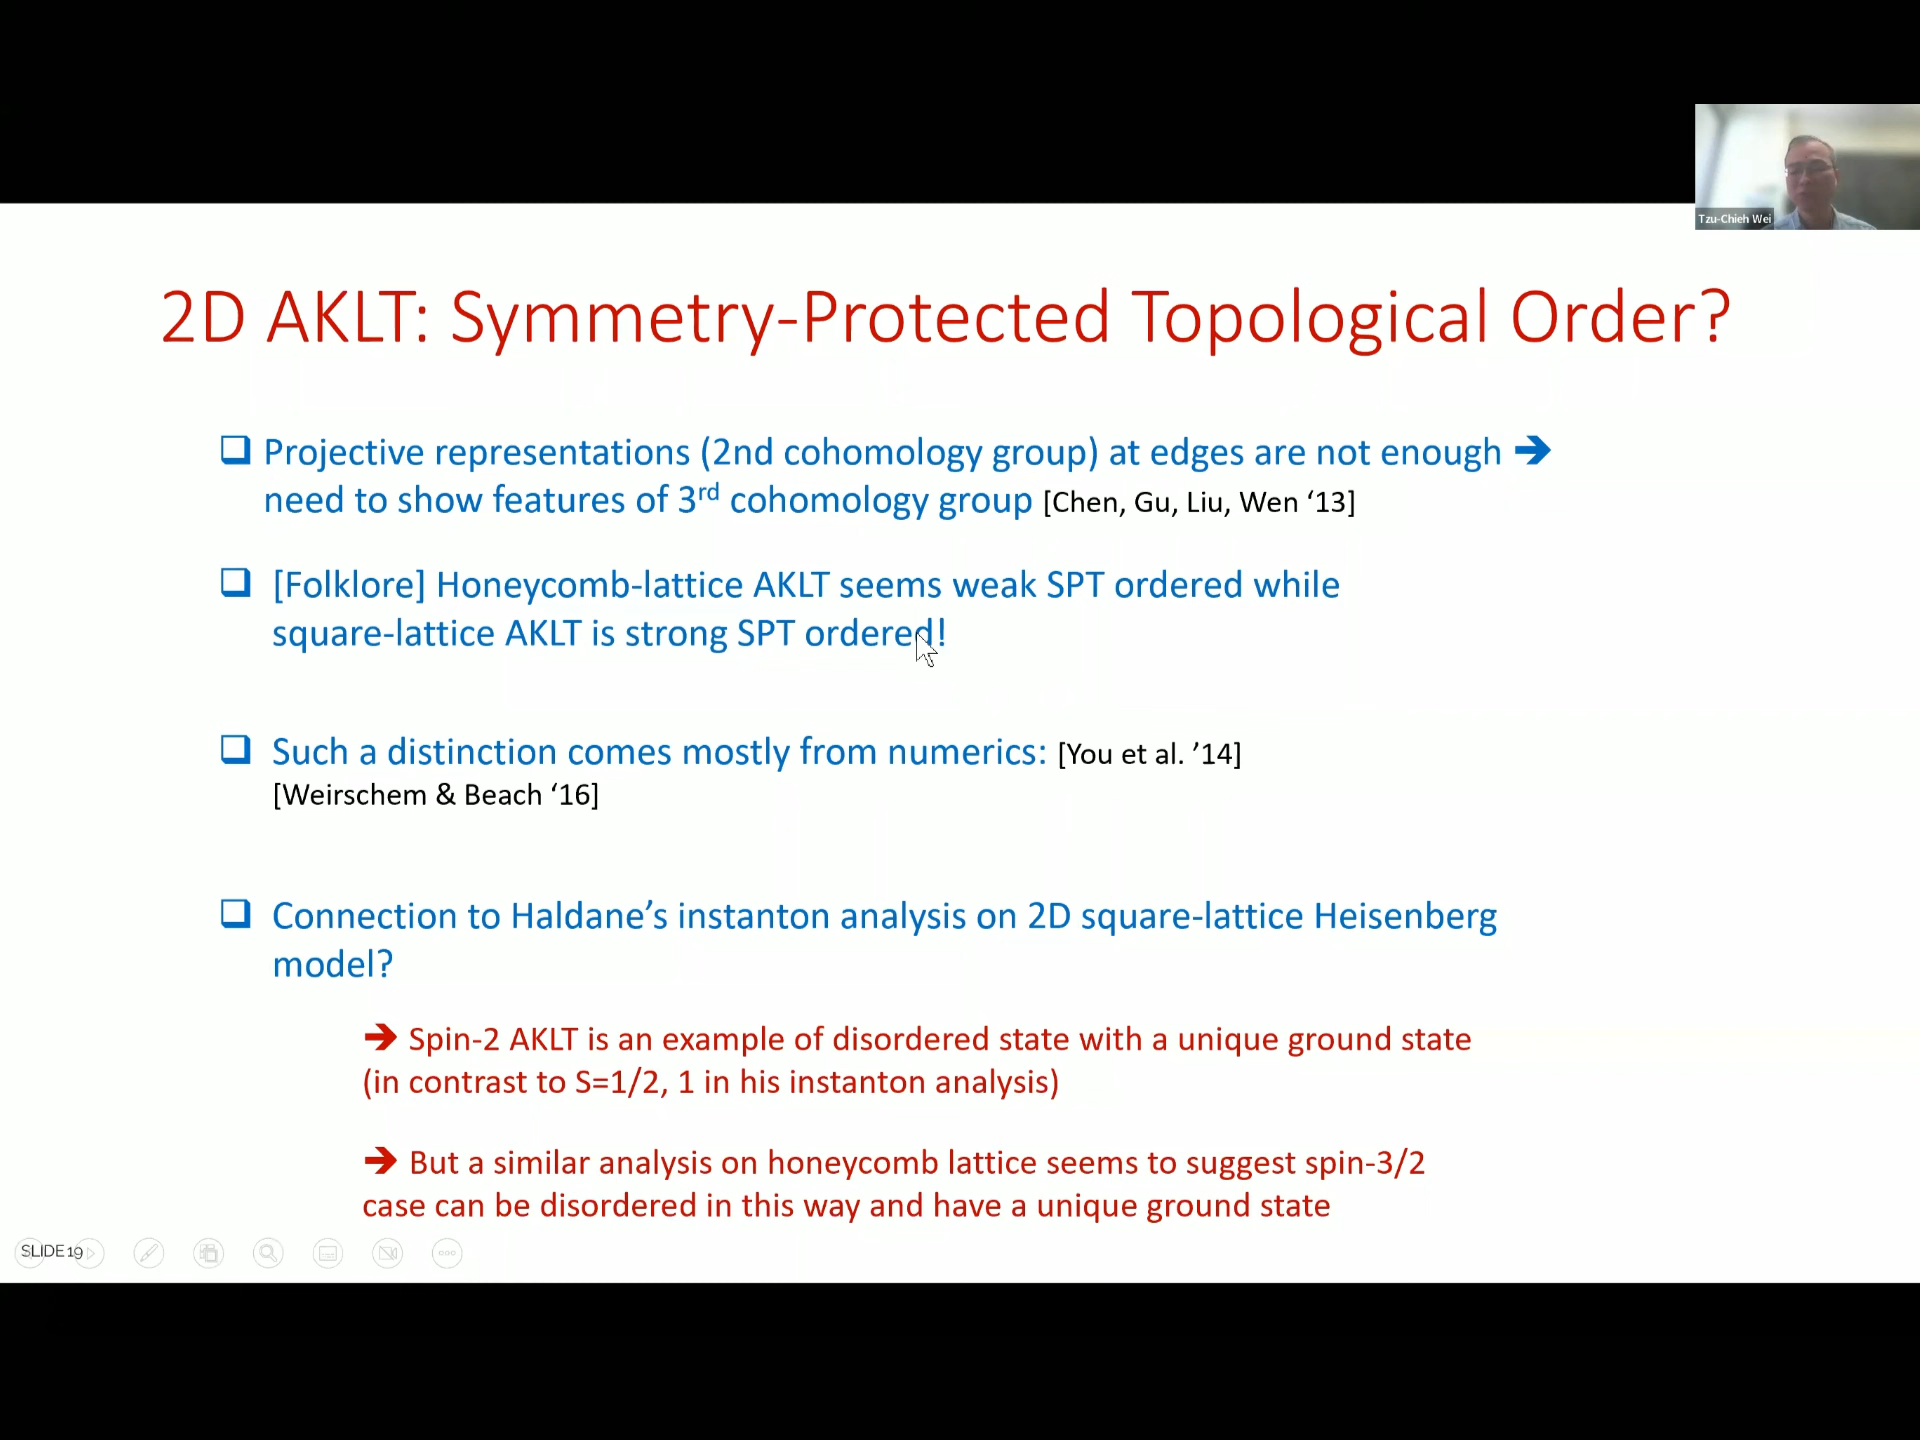 Tzu-Chieh Wei
2D AKLT: Symmetry-Protected Topological Order?
Projective representations (2nd cohomology group) at edges are not enough ➔
need to show features of 3rd cohomology group [Chen, Gu, Liu, Wen ‘13]
[Folklore] Honeycomb-lattice AKLT seems weak SPT ordered while
square-lattice AKLT is strong SPT ordered!
Such a distinction comes mostly from numerics: [You et al. ’14]
[Weirschem & Beach ‘16]
Connection to Haldane’s instanton analysis on 2D square-lattice Heisenberg
model?
➔ Spin-2 AKLT is an example of disordered state with a unique ground state
(in contrast to S=1/2, 1 in his instanton analysis)
➔ But a similar analysis on honeycomb lattice seems to suggest spin-3/2
case can be disordered in this way and have a unique ground state
SLIDE 19